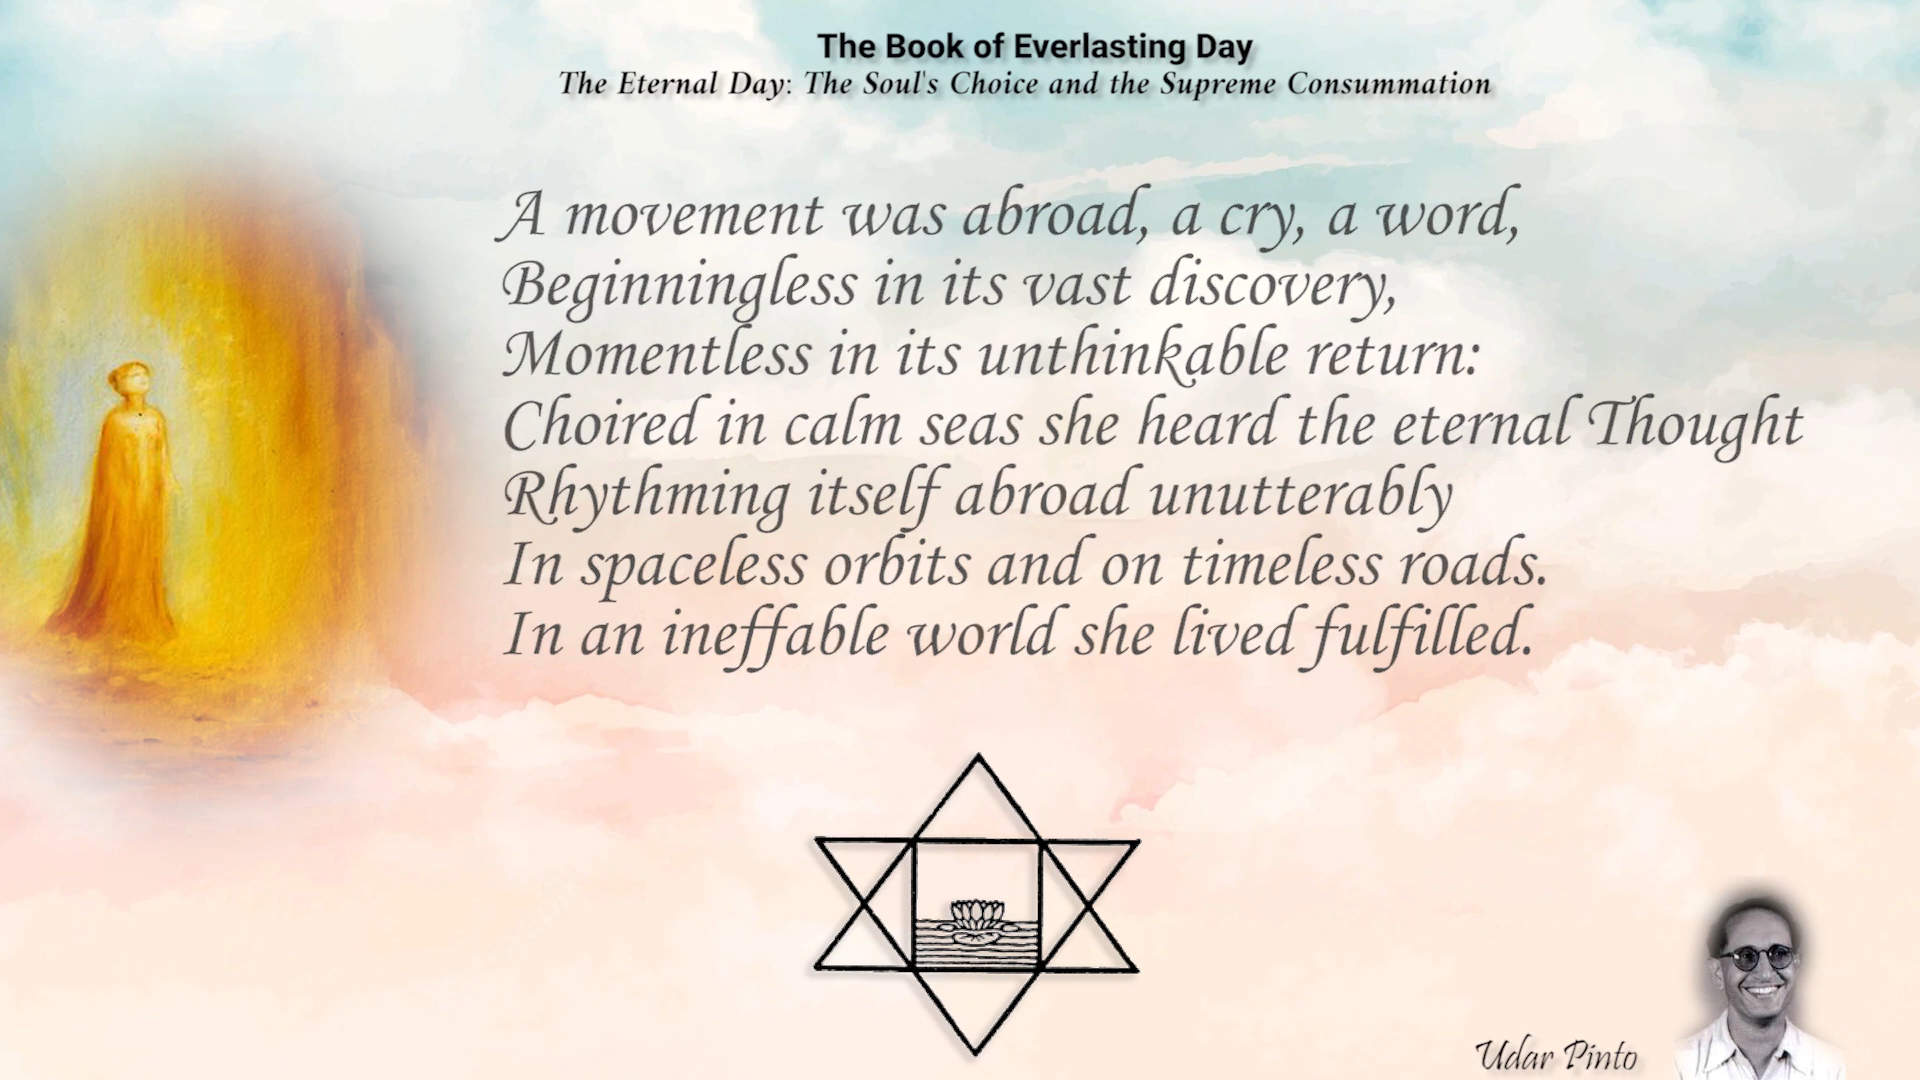 The Book of Everlasting Day
The Eternal Day: The Soul's Choice and the Supreme Consummation
A movement was abroad, a cry, a word,
Beginningless in its vast discovery,
Momentless in its unthinkable return:
Choired in calm seas she heard the eternal Thought
Rhythming itself abroad unutterably
In spaceless orbits and on timeless roads.
In an ineffable world she lived fulfilled.
Udar Pinto